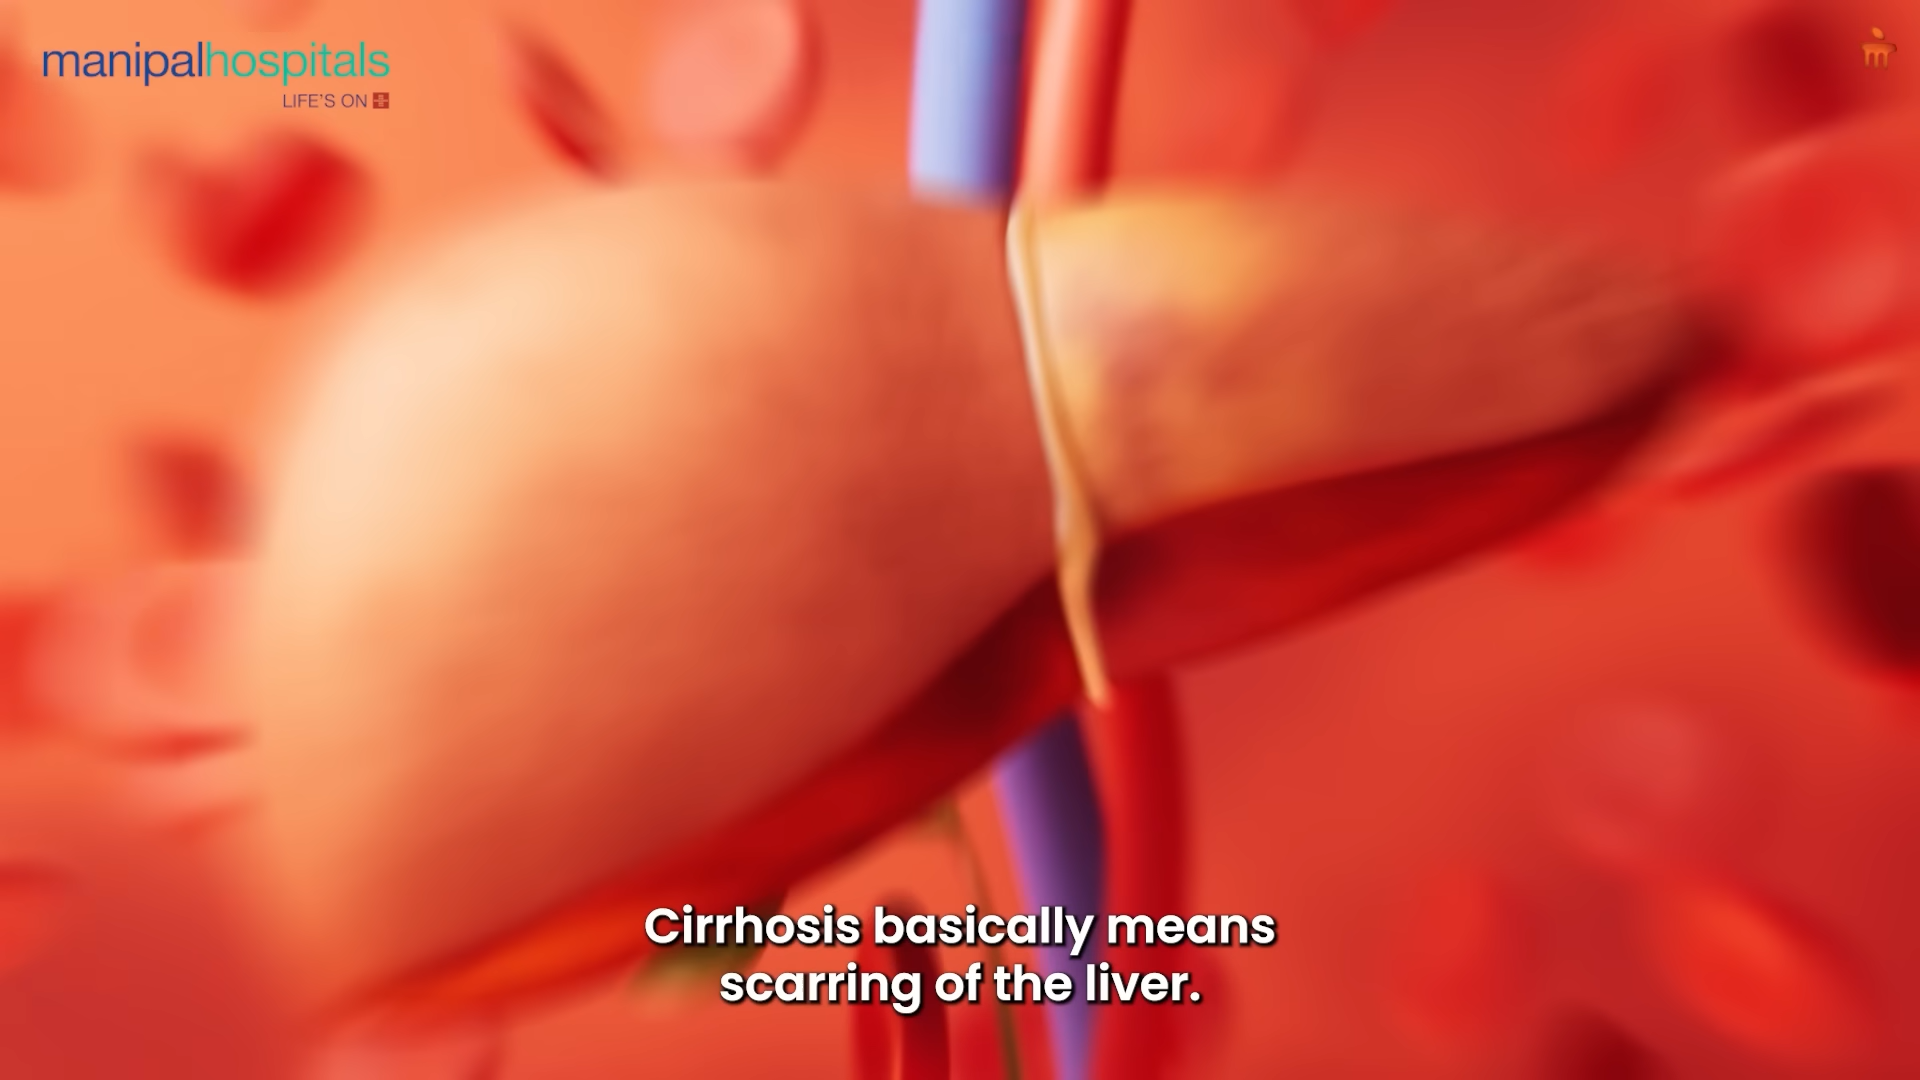 manipalhospitals
LIFE'S ON
Cirrhosis basically means
scarring of the liver.